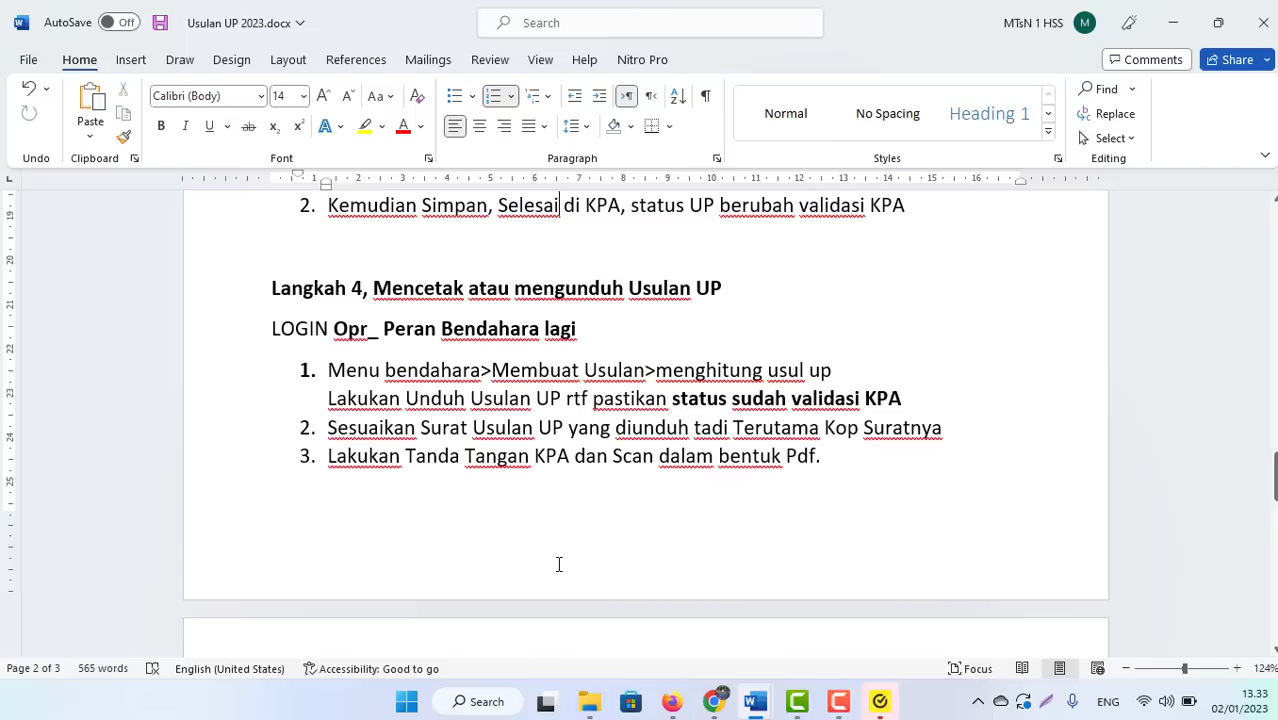 AutoSave Off Usulan UP 2023.docx Search MTsN 1 HSS M
File Home Insert Draw Design Layout References Mailings Review View Help Nitro Pro Comments Share
Paste Calibri (Body) 14 Aa Normal No Spacing Heading 1 Find Replace Select
Undo Clipboard Font Paragraph Styles Editing
2. Kemudian Simpan, Selesai di KPA, status UP berubah validasi KPA
Langkah 4, Mencetak atau mengunduh Usulan UP
LOGIN Opr_ Peran Bendahara lagi
1. Menu bendahara>Membuat Usulan>menghitung usul up
Lakukan Unduh Usulan UP rtf pastikan status sudah validasi KPA
2. Sesuaikan Surat Usulan UP yang diunduh tadi Terutama Kop Suratnya
3. Lakukan Tanda Tangan KPA dan Scan dalam bentuk Pdf.
Page 2 of 3 565 words English (United States) Accessibility: Good to go Focus 124%
Search ENG 13.33
02/01/2023